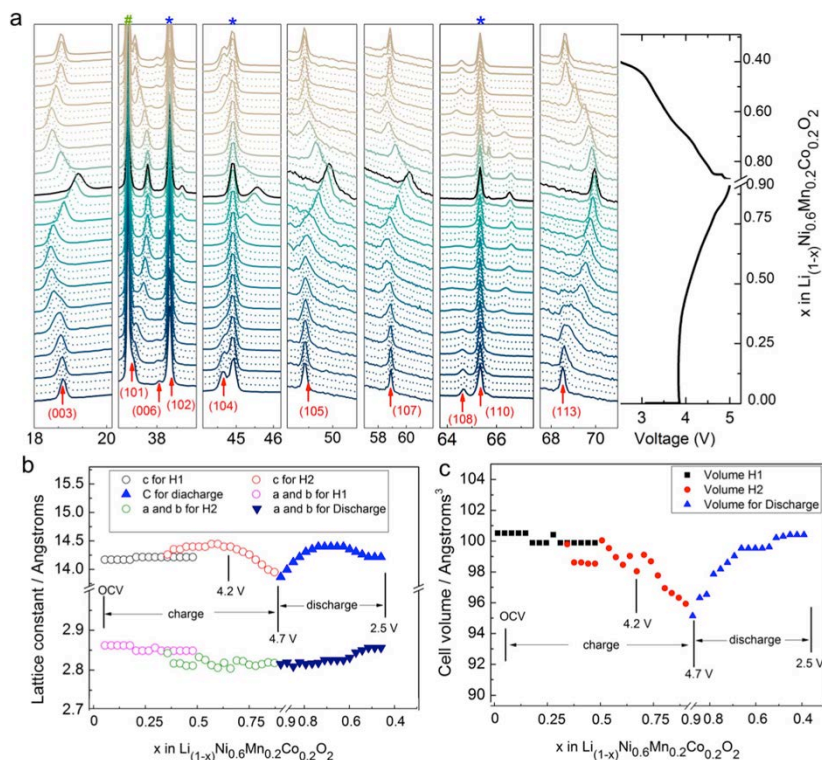 a
#
*
*
*
(003)
(101)
(006)
(102)
(104)
(105)
(107)
(108)
(110)
(113)
18 20 38 40 45 46 50 58 60 64 66 68 70 3 4 5
Voltage (V)
0.40
0.60
0.80
0.90
0.75
0.50
0.25
0.00
x in Li(1-x)Ni0.6Mn0.2Co0.2O2
b
c for H1
c for H2
C for diacharge
a and b for H1
a and b for H2
a and b for Discharge
Lattice constant / Angstroms
15.5
15.0
14.5
14.0
2.9
2.8
2.7
OCV
charge
4.2 V
4.7 V
discharge
2.5 V
0 0.25 0.50 0.75 0.9 0.8 0.6 0.4
x in Li(1-x)Ni0.6Mn0.2Co0.2O2
c
Volume H1
Volume H2
Volume for Discharge
Cell volume / Angstroms3
104
102
100
98
96
94
92
90
OCV
charge
4.2 V
4.7 V
discharge
2.5 V
0 0.25 0.50 0.75 0.9 0.8 0.6 0.4
x in Li(1-x)Ni0.6Mn0.2Co0.2O2